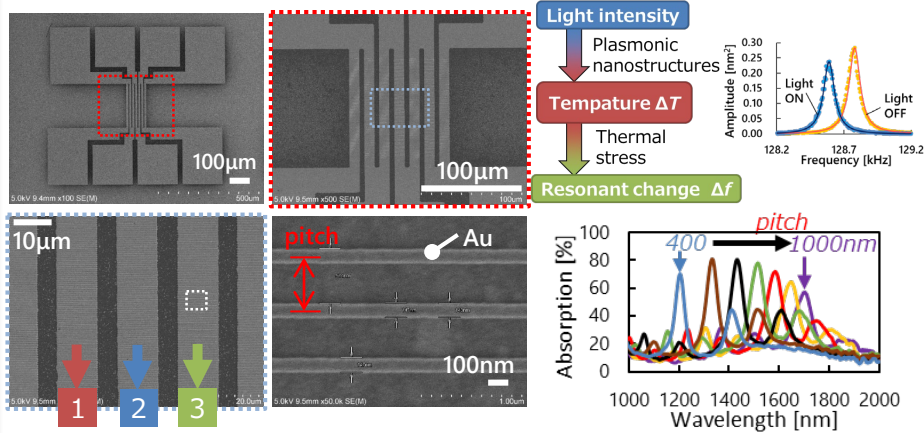 100μm
5.0kV 9.4mm x100 SE(M)
500um
100μm
5.0kV 9.5mm x500 SE(M)
100um
Light intensity
Plasmonic
nanostructures
Tempature ΔT
Thermal
stress
Resonant change Δf
Amplitude [nm²]
0.30
0.25
0.20
0.15
0.10
0.05
0.00
Light
ON
Light
OFF
128.2
128.7
129.2
Frequency [kHz]
10μm
1
2
3
5.0kV 9.5mm
20.0um
pitch
Au
100nm
5.0kV 9.5mm x50.0k SE(M)
1.00um
pitch
400
1000nm
Absorption [%]
100
80
60
40
20
0
1000
1200
1400
1600
1800
2000
Wavelength [nm]